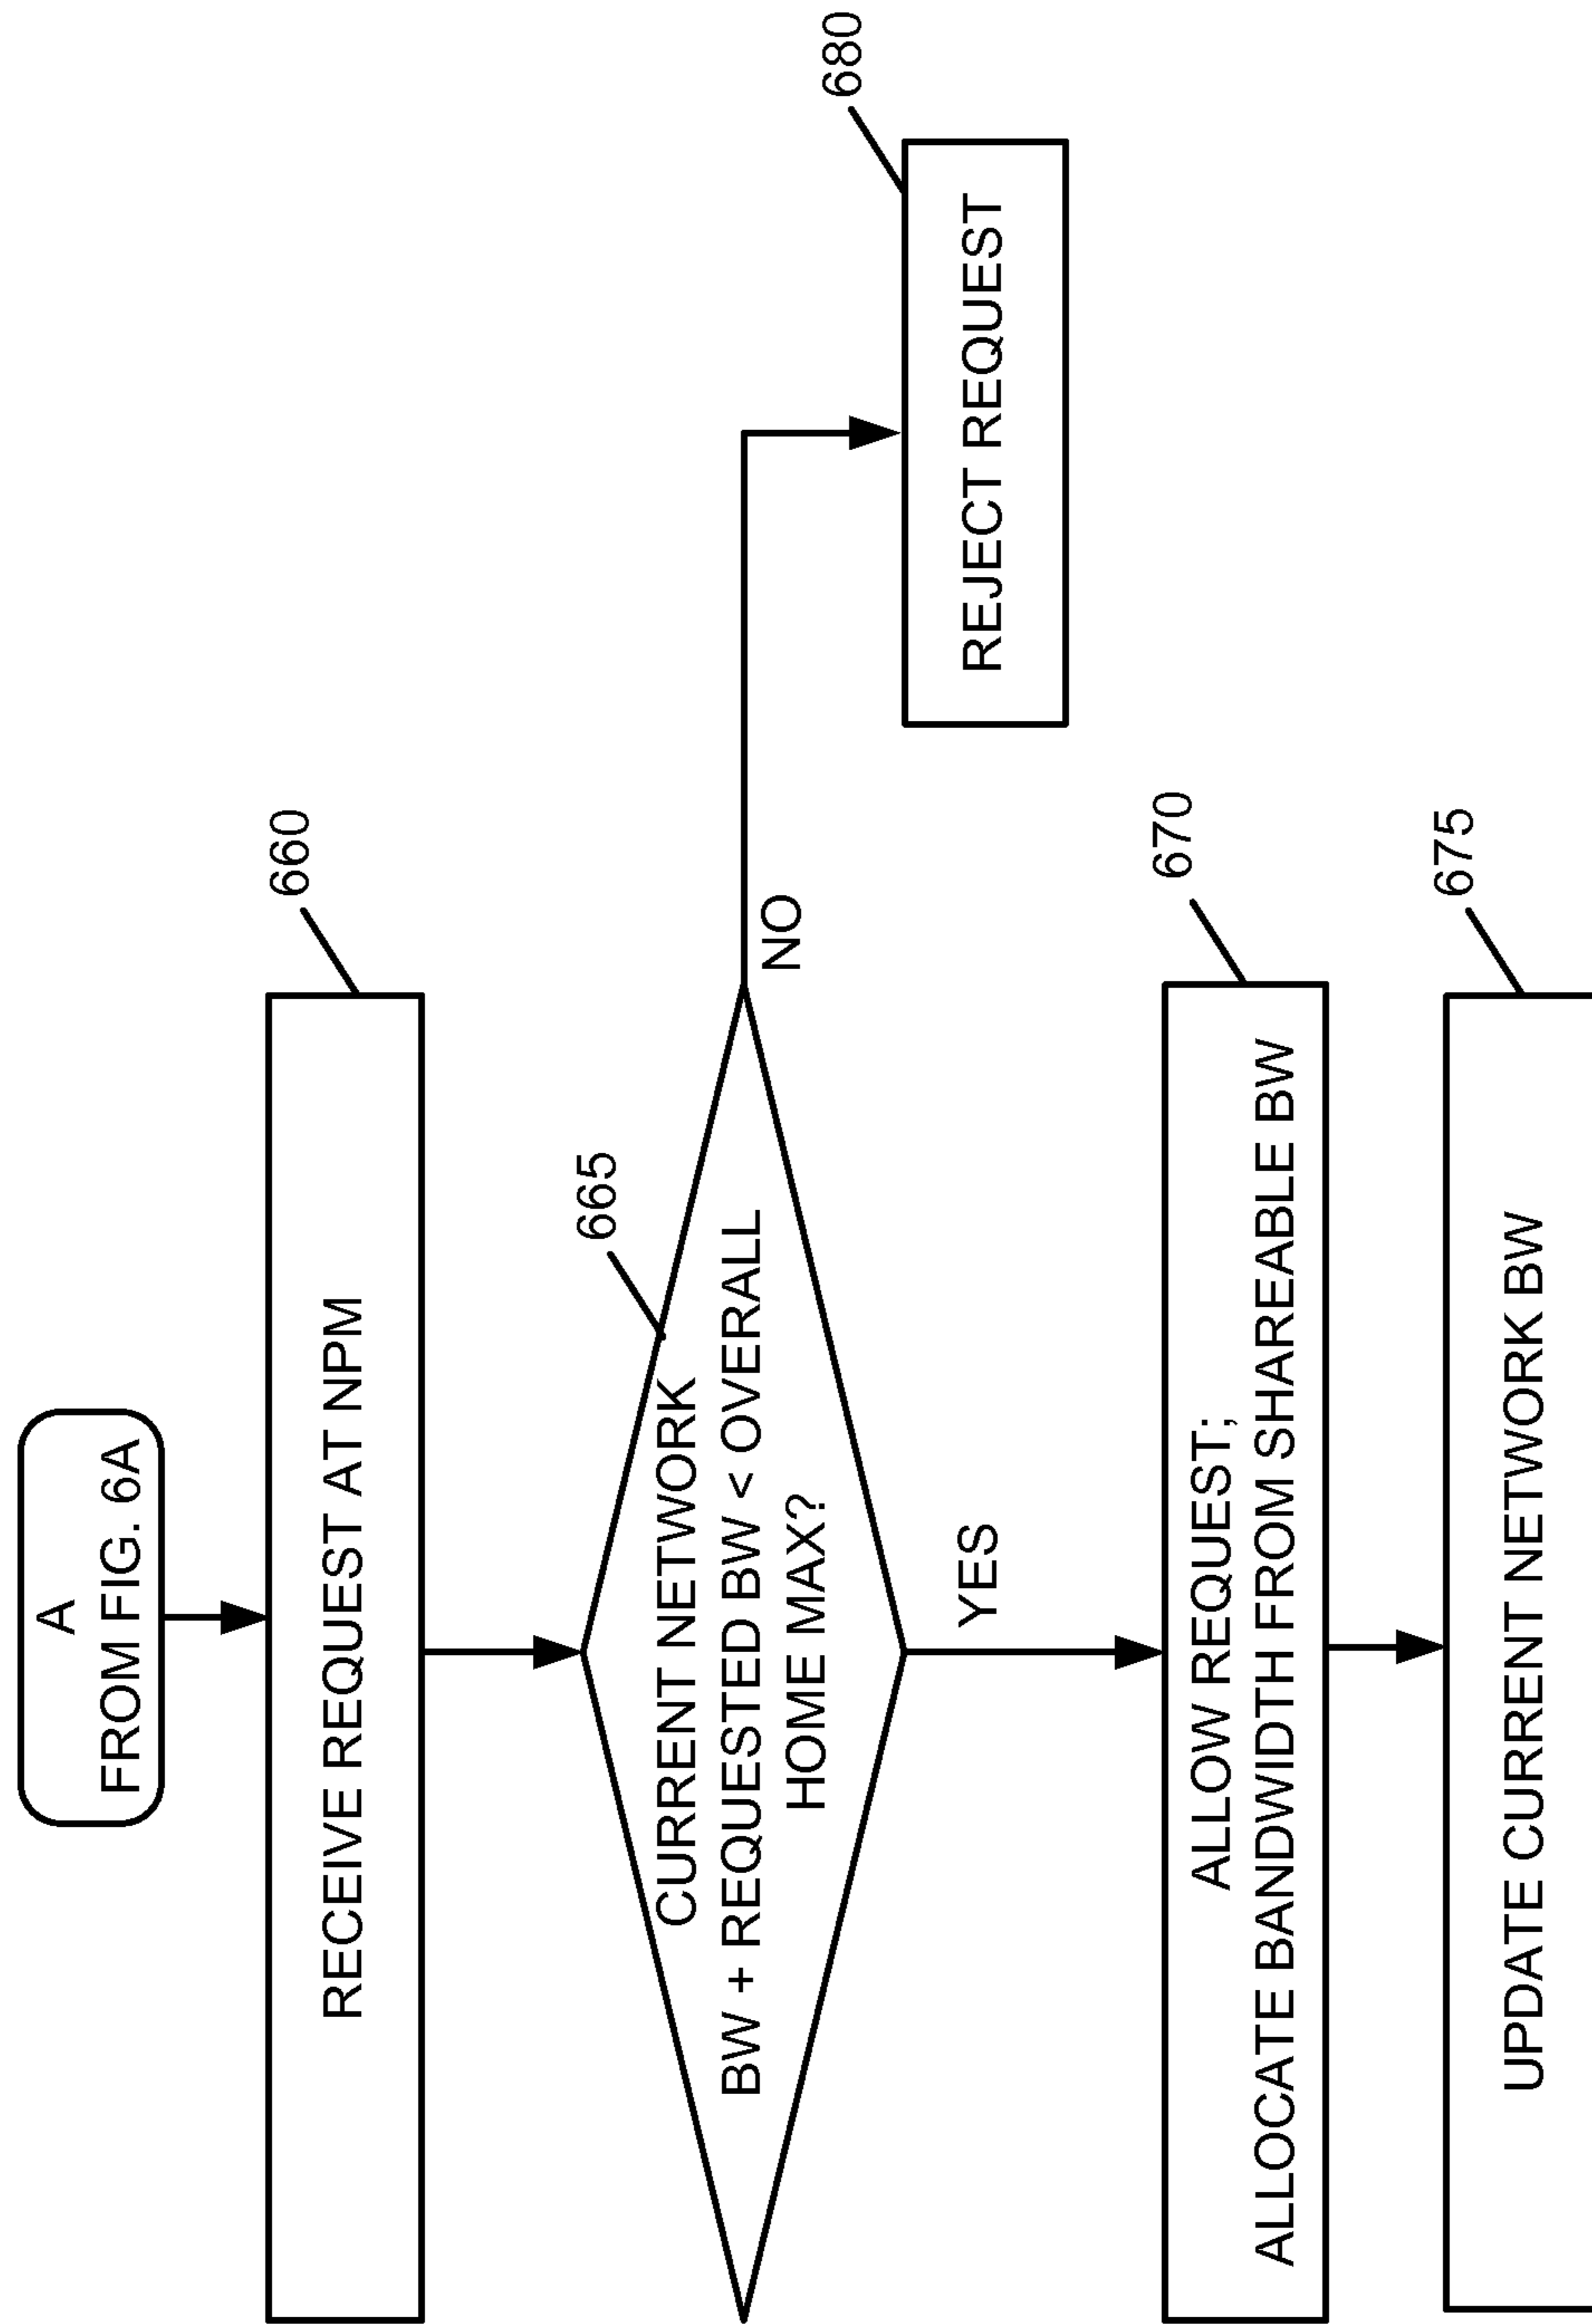 A
FROM FIG. 6A
660
RECEIVE REQUEST AT NPM
665
CURRENT NETWORK
BW + REQUESTED BW < OVERALL
HOME MAX?
NO
680
REJECT REQUEST
YES
670
ALLOW REQUEST;
ALLOCATE BANDWIDTH FROM SHAREABLE BW
675
UPDATE CURRENT NETWORK BW